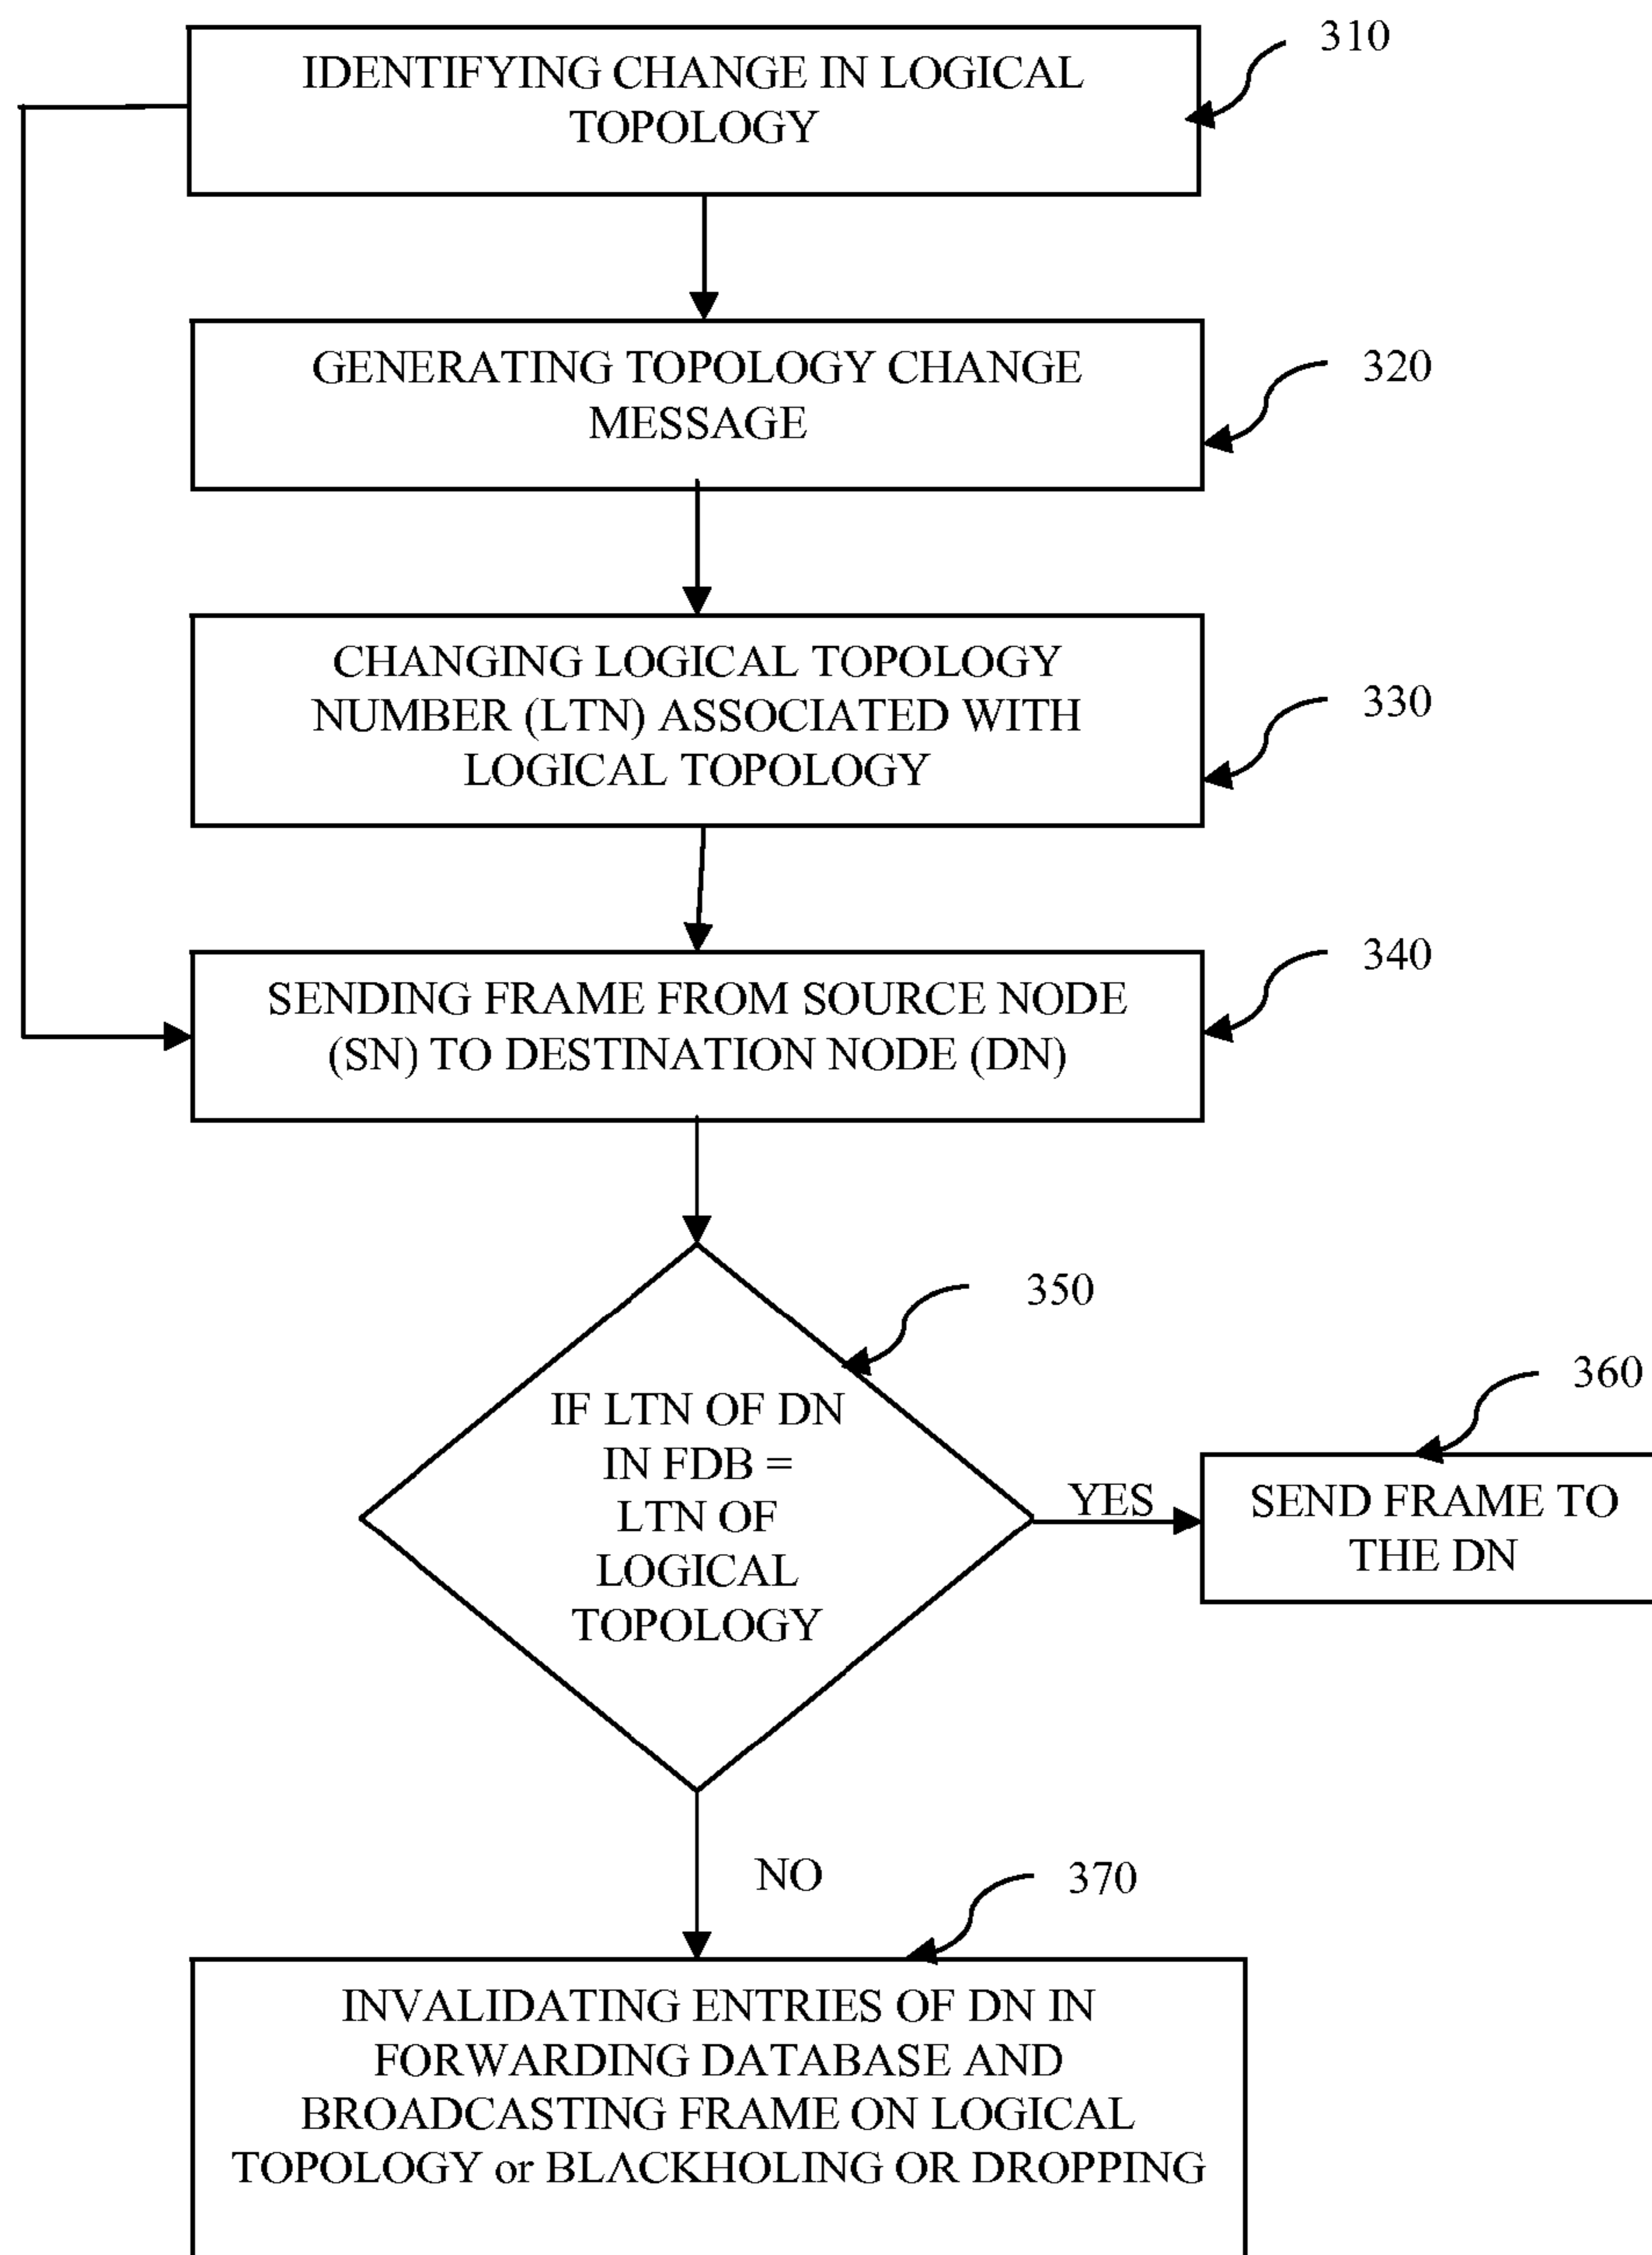 310
IDENTIFYING CHANGE IN LOGICAL
TOPOLOGY
320
GENERATING TOPOLOGY CHANGE
MESSAGE
330
CHANGING LOGICAL TOPOLOGY
NUMBER (LTN) ASSOCIATED WITH
LOGICAL TOPOLOGY
340
SENDING FRAME FROM SOURCE NODE
(SN) TO DESTINATION NODE (DN)
350
IF LTN OF DN
IN FDB =
LTN OF
LOGICAL
TOPOLOGY
YES
360
SEND FRAME TO
THE DN
NO
370
INVALIDATING ENTRIES OF DN IN
FORWARDING DATABASE AND
BROADCASTING FRAME ON LOGICAL
TOPOLOGY or BLACKHOLING OR DROPPING